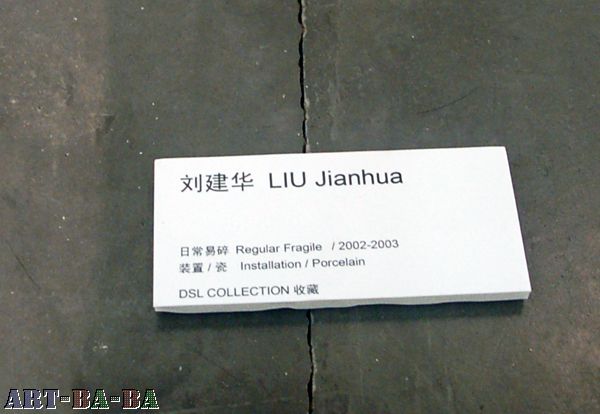 刘建华 LIU Jianhua
日常易碎 Regular Fragile / 2002-2003
装置 / 瓷 Installation / Porcelain
DSL COLLECTION 收藏
ART-BA-BA